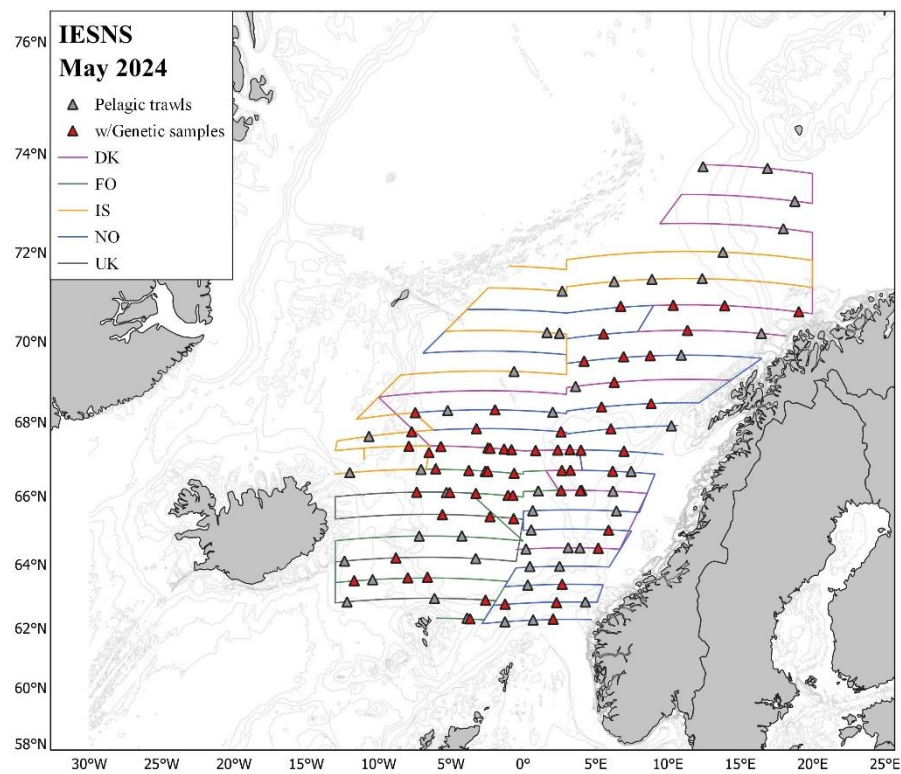 IESNS
May 2024
Pelagic trawls
w/Genetic samples
DK
FO
IS
NO
UK
76°N
74°N
72°N
70°N
68°N
66°N
64°N
62°N
60°N
58°N
30°W 25°W 20°W 15°W 10°W 5°W 0° 5°E 10°E 15°E 20°E 25°E